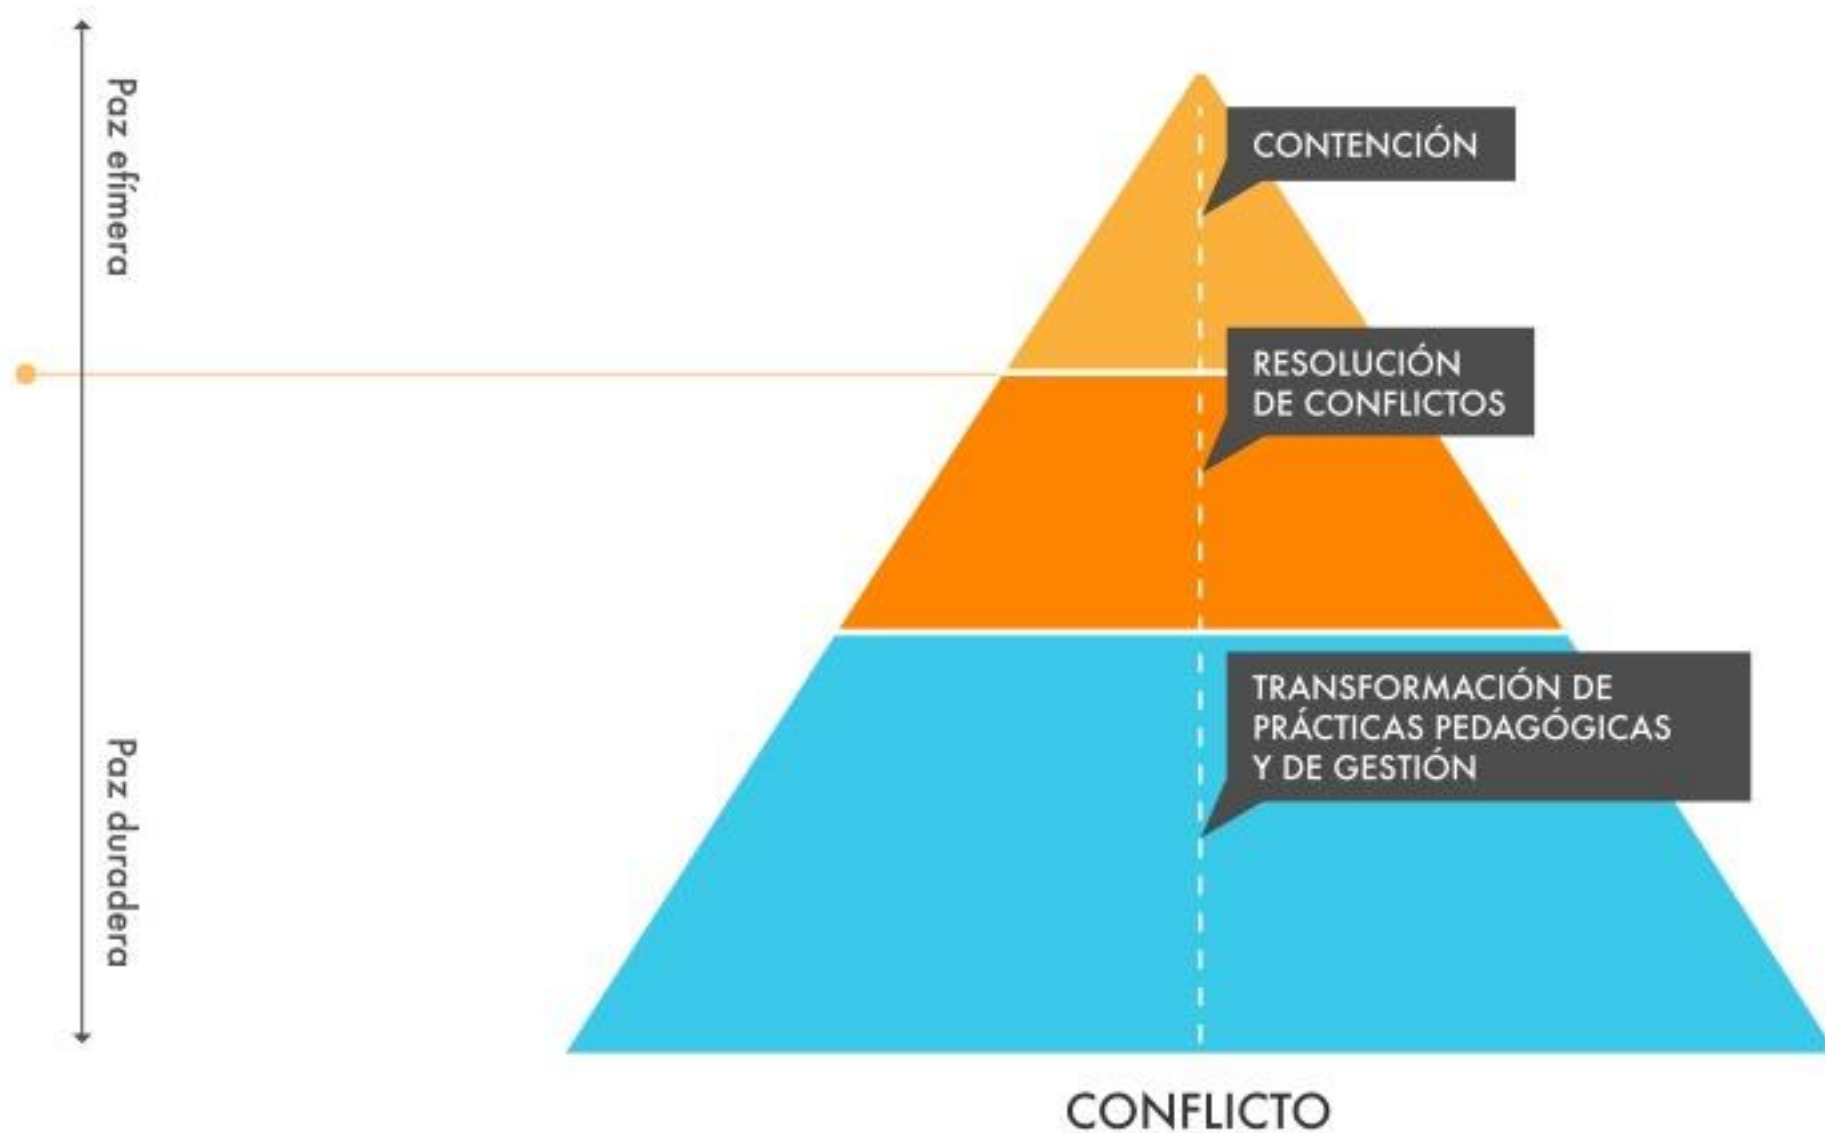 Paz efímera
CONTENCIÓN
RESOLUCIÓN
DE CONFLICTOS
Paz duradera
TRANSFORMACIÓN DE
PRÁCTICAS PEDAGÓGICAS
Y DE GESTIÓN
CONFLICTO